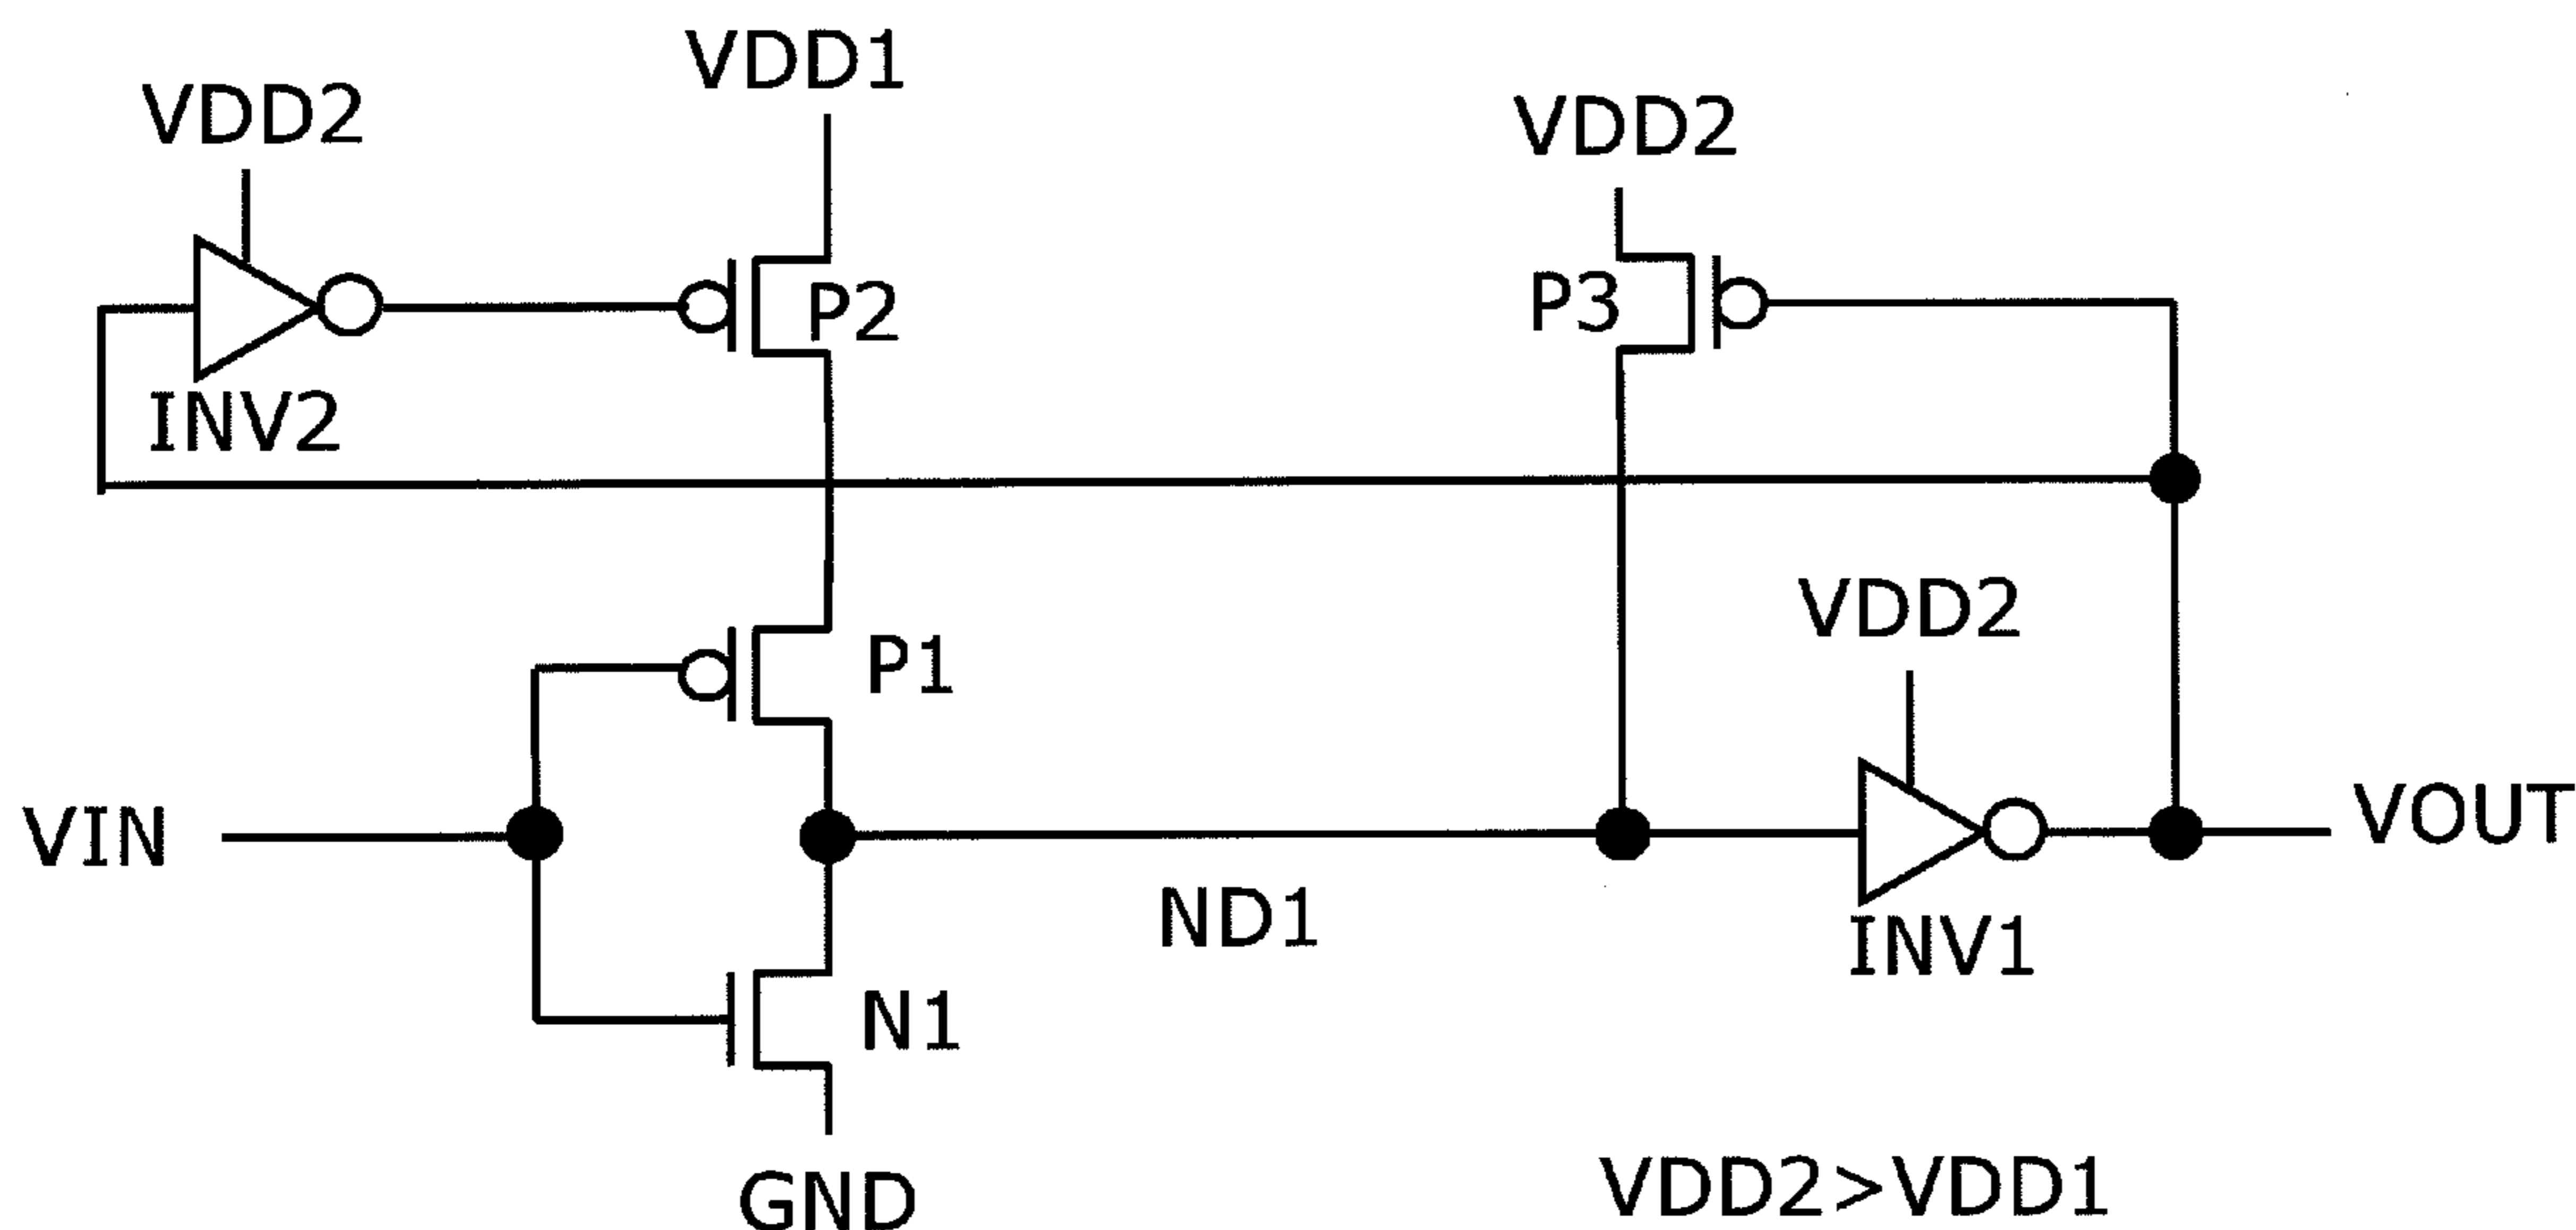 VDD1
VDD2
VDD2
P2
P3
INV2
VDD2
P1
VIN
VOUT
ND1
INV1
N1
GND
VDD2>VDD1